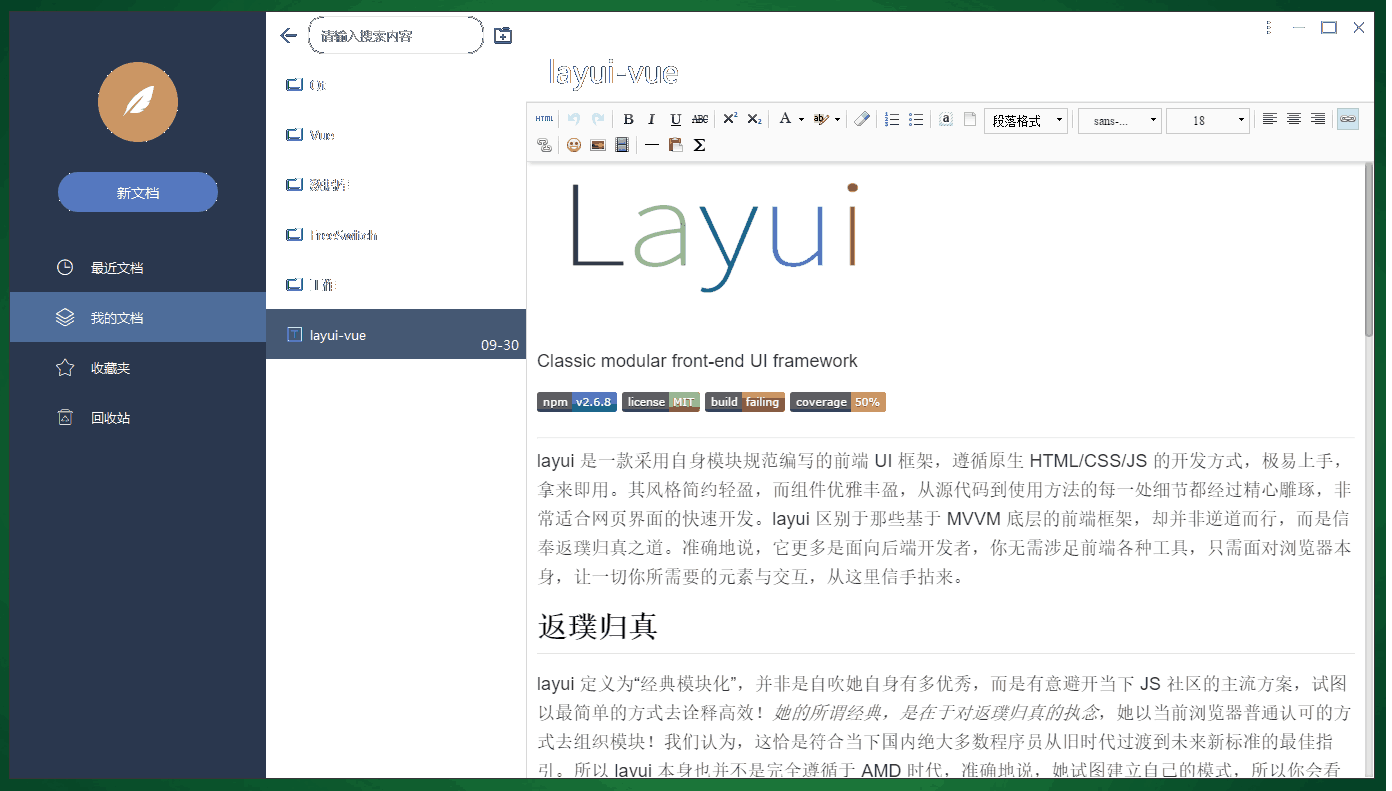 新文档
最近文档
我的文档
收藏夹
回收站
请输入搜索内容
Qt
Vue
FreeSwitch
工作
layui-vue
09-30
layui-vue
HTML
B I U ABC X² X₂ A ab a 段落格式 sans-... 18
Σ
Layui
Classic modular front-end UI framework
npm v2.6.8 license MIT build failing coverage 50%
layui 是一款采用自身模块规范编写的前端 UI 框架，遵循原生 HTML/CSS/JS 的开发方式，极易上手，
拿来即用。其风格简约轻盈，而组件优雅丰盈，从源代码到使用方法的每一处细节都经过精心雕琢，非
常适合网页界面的快速开发。layui 区别于那些基于 MVVM 底层的前端框架，却并非逆道而行，而是信
奉返璞归真之道。准确地说，它更多是面向后端开发者，你无需涉足前端各种工具，只需面对浏览器本
身，让一切你所需要的元素与交互，从这里信手拈来。
返璞归真
layui 定义为“经典模块化”，并非是自吹她自身有多优秀，而是有意避开当下 JS 社区的主流方案，试图
以最简单的方式去诠释高效！她的所谓经典，是在于对返璞归真的执念，她以当前浏览器普通认可的方
式去组织模块！我们认为，这恰是符合当下国内绝大多数程序员从旧时代过渡到未来新标准的最佳指
引。所以 layui 本身也并不是完全遵循于 AMD 时代，准确地说，她试图建立自己的模式，所以你会看